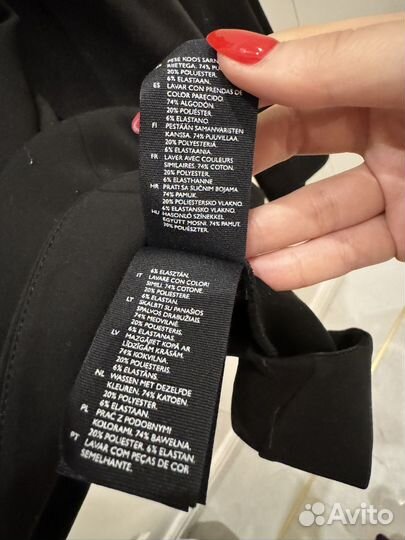 PESE KOOS SARN
RIETEGA. 74% PU
20% POLÜESTER.
6% ELASTAAN.
ES LAVAR CON PRENDAS DE
COLOR PARECIDO.
74% ALGODÓN
20% POLIÉSTER.
6% ELASTANO
FI PESTÄÄN SAMANVÄRISTEN
KANSSA. 74% PUUVILLAA.
20% POLYESTERIA
6% ELASTAANIA
FR LAVER AVEC COULEURS
SIMILAIRES. 74% COTON.
20% POLYESTER.
6% ELASTHANNE
HR PRATI SA SLIČNIM BOJAMA
74% PAMUK.
20% POLIESTERSKO VLAKNO.
6% ELASTANSKO VLAKNO.
HU HASONLÓ SZÍNEKKEL
EGYÜTT MOSNI. 74% PAMUT.
20% POLIÉSZTER.
6% ELASZTÁN.
IT LAVARE CON COLORI
SIMILI. 74% COTONE.
20% POLIESTERE
6% ELASTAN.
LT SKALBTI SU PANAŠIOS
SPALVOS DRABUŽIAIS.
74% MEDVILNĖ.
20% POLIESTERIS.
6% ELASTANAS.
LV MAZGĀJIET KOPĀ AR
LĪDZĪGĀM KRĀSĀM
74% KOKVILNA.
20% POLIESTERIS.
6% ELASTĀNS.
NL WASSEN MET DEZELFDE
KLEUREN. 74% KATOEN.
20% POLYESTER.
6% ELASTAAN
PL PRAĆ Z PODOBNYMI
KOLORAMI. 74% BAWEŁNA.
20% POLIESTER. 6% ELASTAN.
PT LAVAR COM PEÇAS DE COR
SEMELHANTE.
Avito